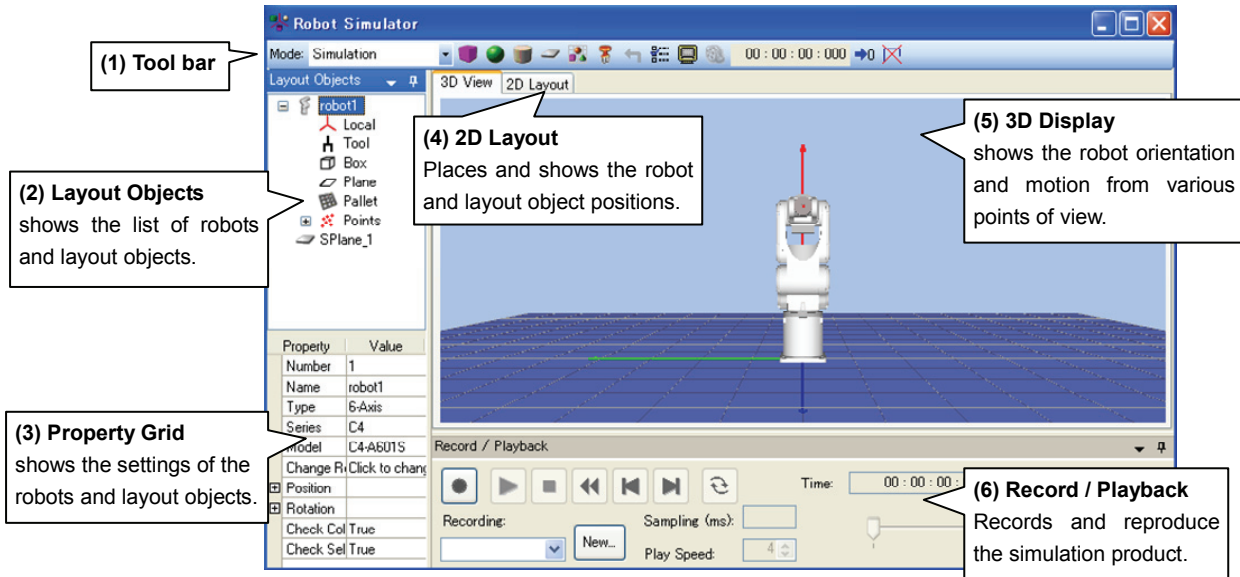 Robot Simulator
(1) Tool bar
Mode: Simulation
00 : 00 : 00 : 000
0
Layout Objects
3D View
2D Layout
robot1
Local
Tool
Box
Plane
Pallet
Points
SPlane_1
(2) Layout Objects
shows the list of robots
and layout objects.
(4) 2D Layout
Places and shows the robot
and layout object positions.
(5) 3D Display
shows the robot orientation
and motion from various
points of view.
Property Value
Number 1
Name robot1
Type 6-Axis
Series C4
Model C4-A601S
Change R Click to chang
Position
Rotation
Check Col True
Check Sel True
(3) Property Grid
shows the settings of the
robots and layout objects.
Record / Playback
Time: 00 : 00 : 00 :
Recording:
New...
Sampling (ms):
Play Speed: 4
(6) Record / Playback
Records and reproduce
the simulation product.